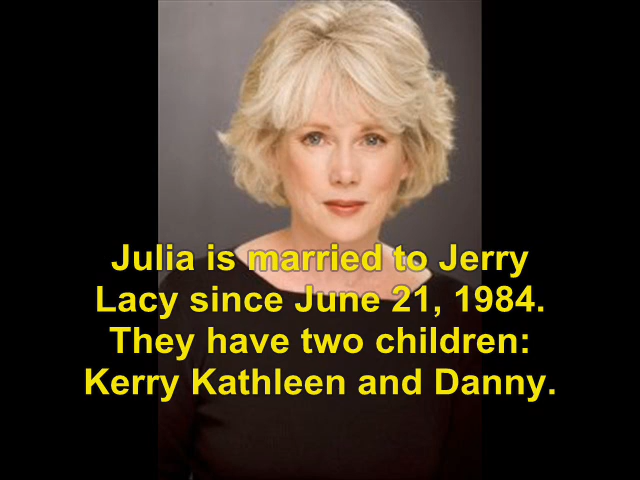 Julia is married to Jerry
Lacy since June 21, 1984.
They have two children:
Kerry Kathleen and Danny.